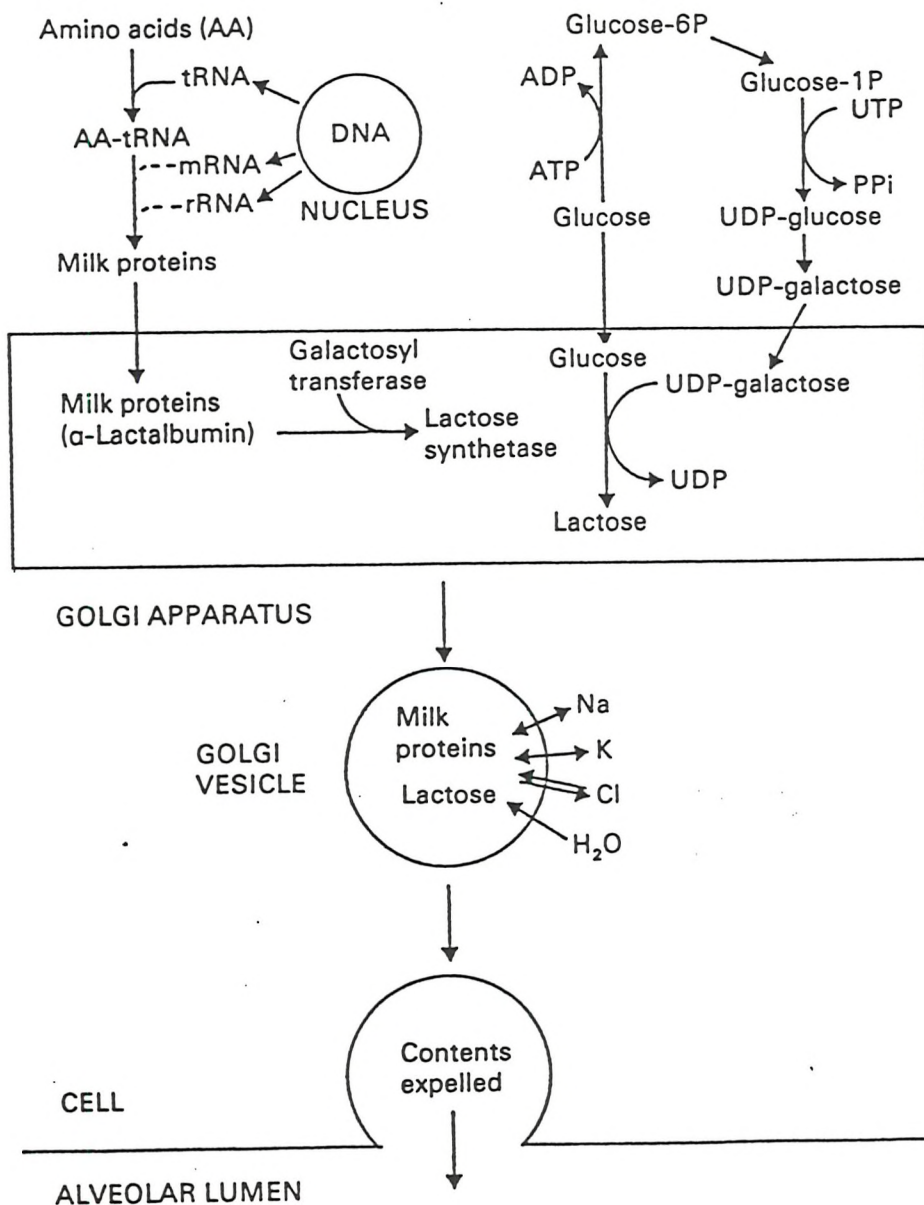 Amino acids (AA)
tRNA
AA-tRNA
mRNA
rRNA
DNA
NUCLEUS
Milk proteins
Glucose-6P
ADP
ATP
Glucose
Glucose-1P
UTP
PPi
UDP-glucose
UDP-galactose
Milk proteins
(α-Lactalbumin)
Galactosyl
transferase
Lactose
synthetase
Glucose
UDP-galactose
UDP
Lactose
GOLGI APPARATUS
GOLGI
VESICLE
Milk
proteins
Lactose
Na
K
Cl
H₂O
Contents
expelled
CELL
ALVEOLAR LUMEN